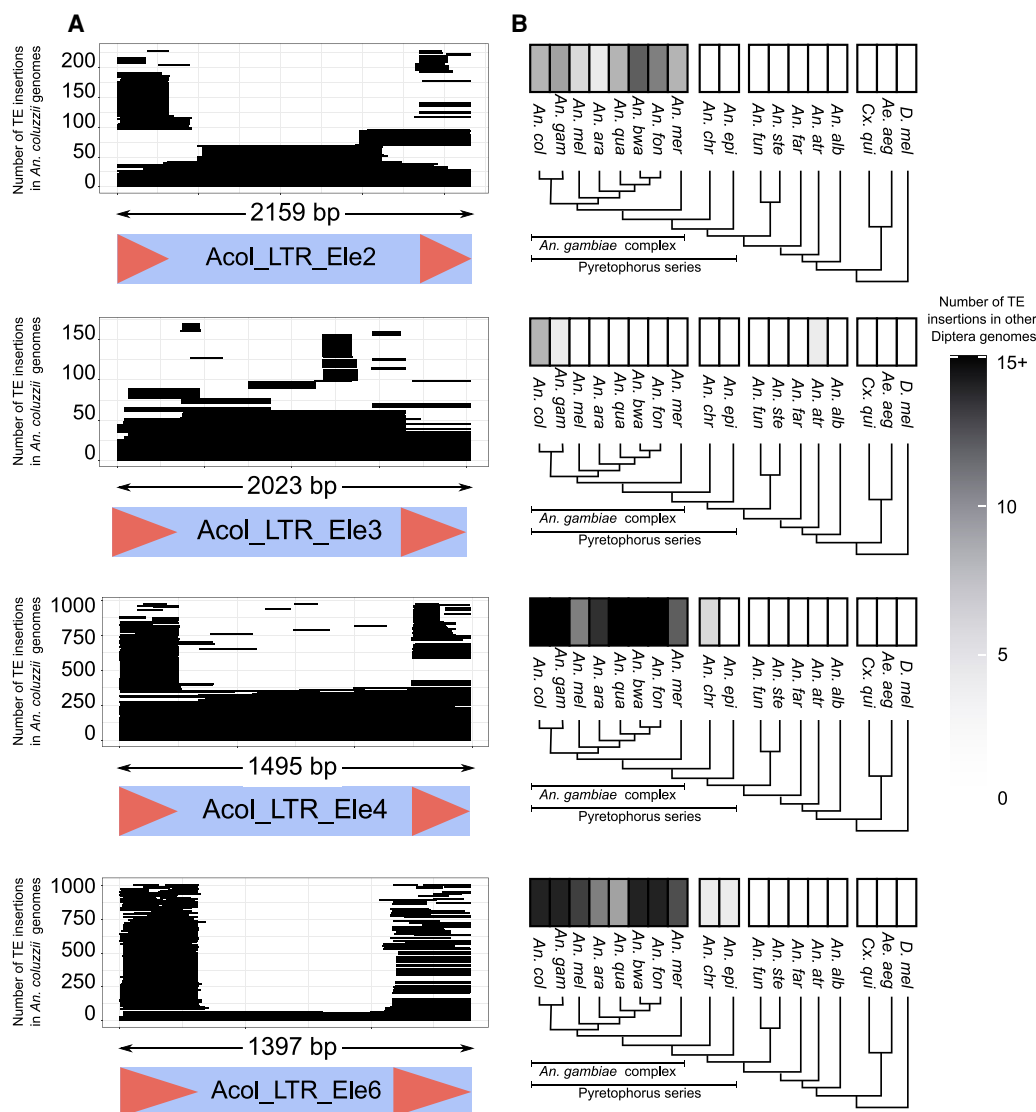 A
B
Number of TE insertions
in An. coluzzii genomes
200
150
100
50
0
2159 bp
Acol_LTR_Ele2
An. col
An. gam
An. mel
An. ara
An. qua
An. bwa
An. fon
An. mer
An. chr
An. epi
An. fun
An. ste
An. far
An. atr
An. alb
Cx. qui
Ae. aeg
D. mel
An. gambiae complex
Pyretophorus series
Number of TE insertions
in An. coluzzii genomes
150
100
50
0
2023 bp
Acol_LTR_Ele3
An. col
An. gam
An. mel
An. ara
An. qua
An. bwa
An. fon
An. mer
An. chr
An. epi
An. fun
An. ste
An. far
An. atr
An. alb
Cx. qui
Ae. aeg
D. mel
An. gambiae complex
Pyretophorus series
Number of TE
insertions in other
Diptera genomes
15+
10
5
0
Number of TE insertions
in An. coluzzii genomes
1000
750
500
250
0
1495 bp
Acol_LTR_Ele4
An. col
An. gam
An. mel
An. ara
An. qua
An. bwa
An. fon
An. mer
An. chr
An. epi
An. fun
An. ste
An. far
An. atr
An. alb
Cx. qui
Ae. aeg
D. mel
An. gambiae complex
Pyretophorus series
Number of TE insertions
in An. coluzzii genomes
1000
750
500
250
0
1397 bp
Acol_LTR_Ele6
An. col
An. gam
An. mel
An. ara
An. qua
An. bwa
An. fon
An. mer
An. chr
An. epi
An. fun
An. ste
An. far
An. atr
An. alb
Cx. qui
Ae. aeg
D. mel
An. gambiae complex
Pyretophorus series